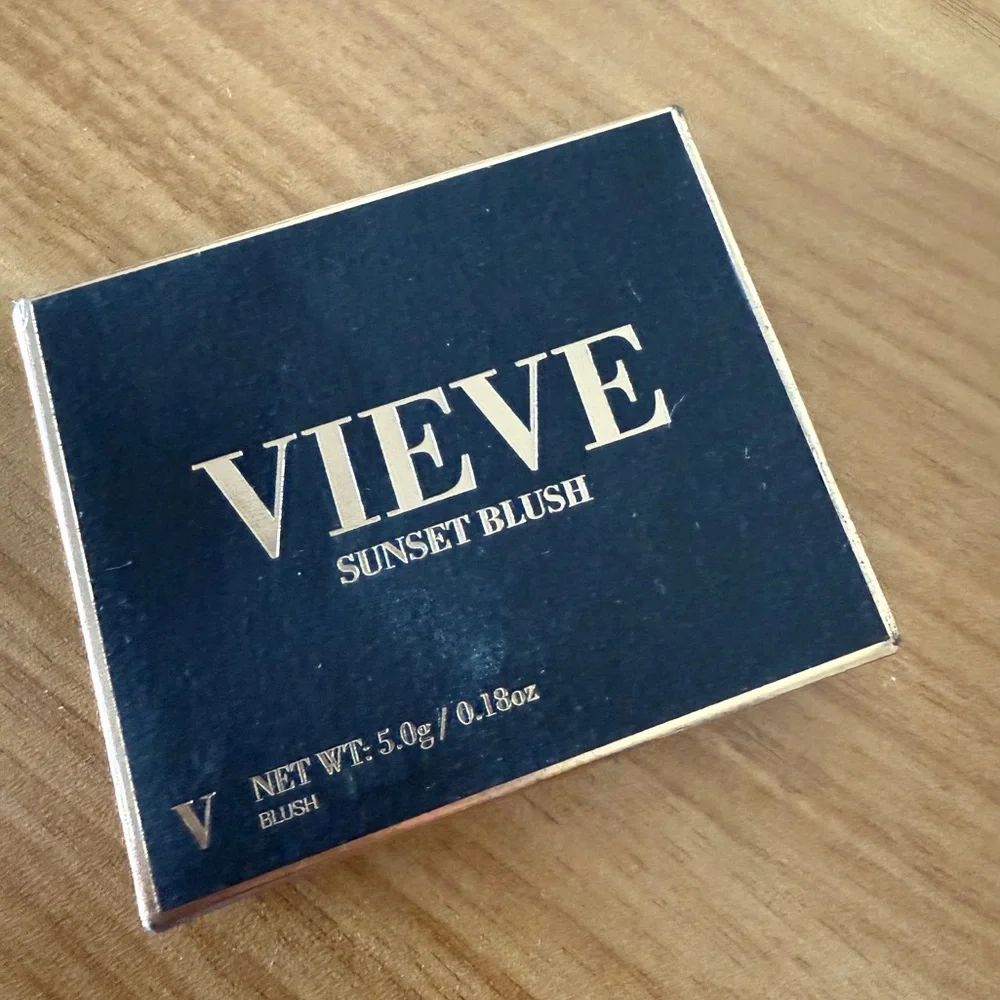 VIEVE
SUNSET BLUSH
NET WT: 5.0g / 0.18oz
V
BLUSH